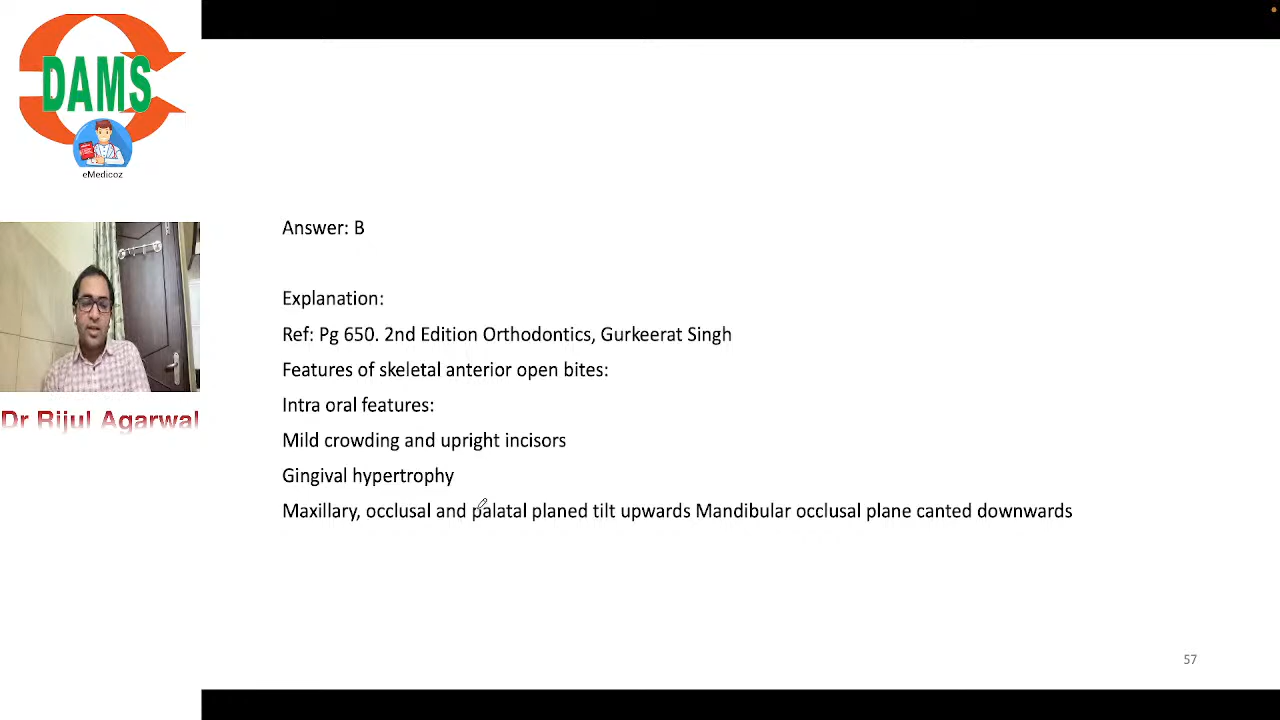 DAMS
eMedicoz
Dr Rijul Agarwal
Answer: B
Explanation:
Ref: Pg 650. 2nd Edition Orthodontics, Gurkeerat Singh
Features of skeletal anterior open bites:
Intra oral features:
Mild crowding and upright incisors
Gingival hypertrophy
Maxillary, occlusal and palatal planed tilt upwards Mandibular occlusal plane canted downwards
57